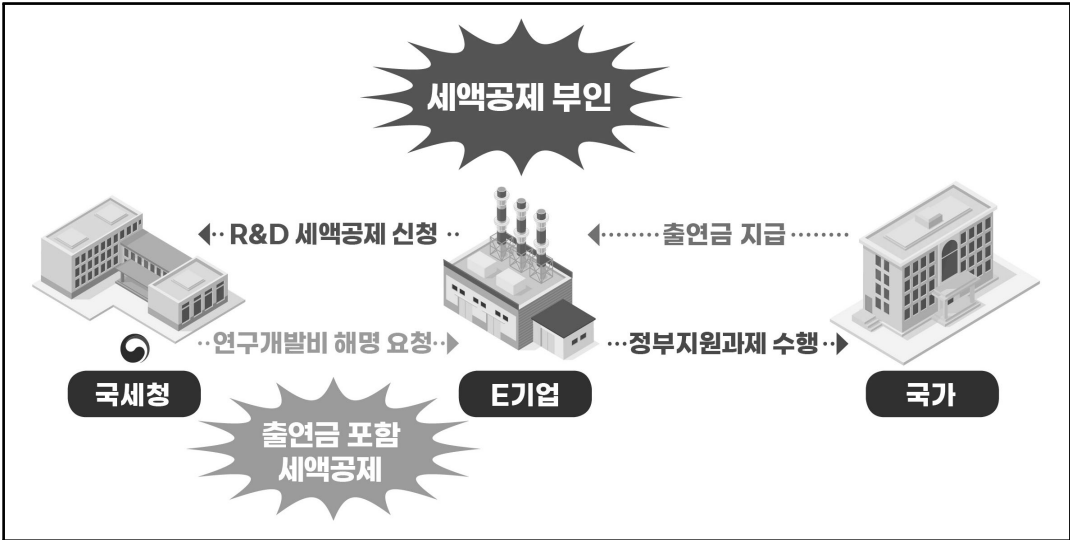 세액공제 부인
R&D 세액공제 신청
출연금 지급
연구개발비 해명 요청
정부지원과제 수행
국세청
E기업
국가
출연금 포함
세액공제